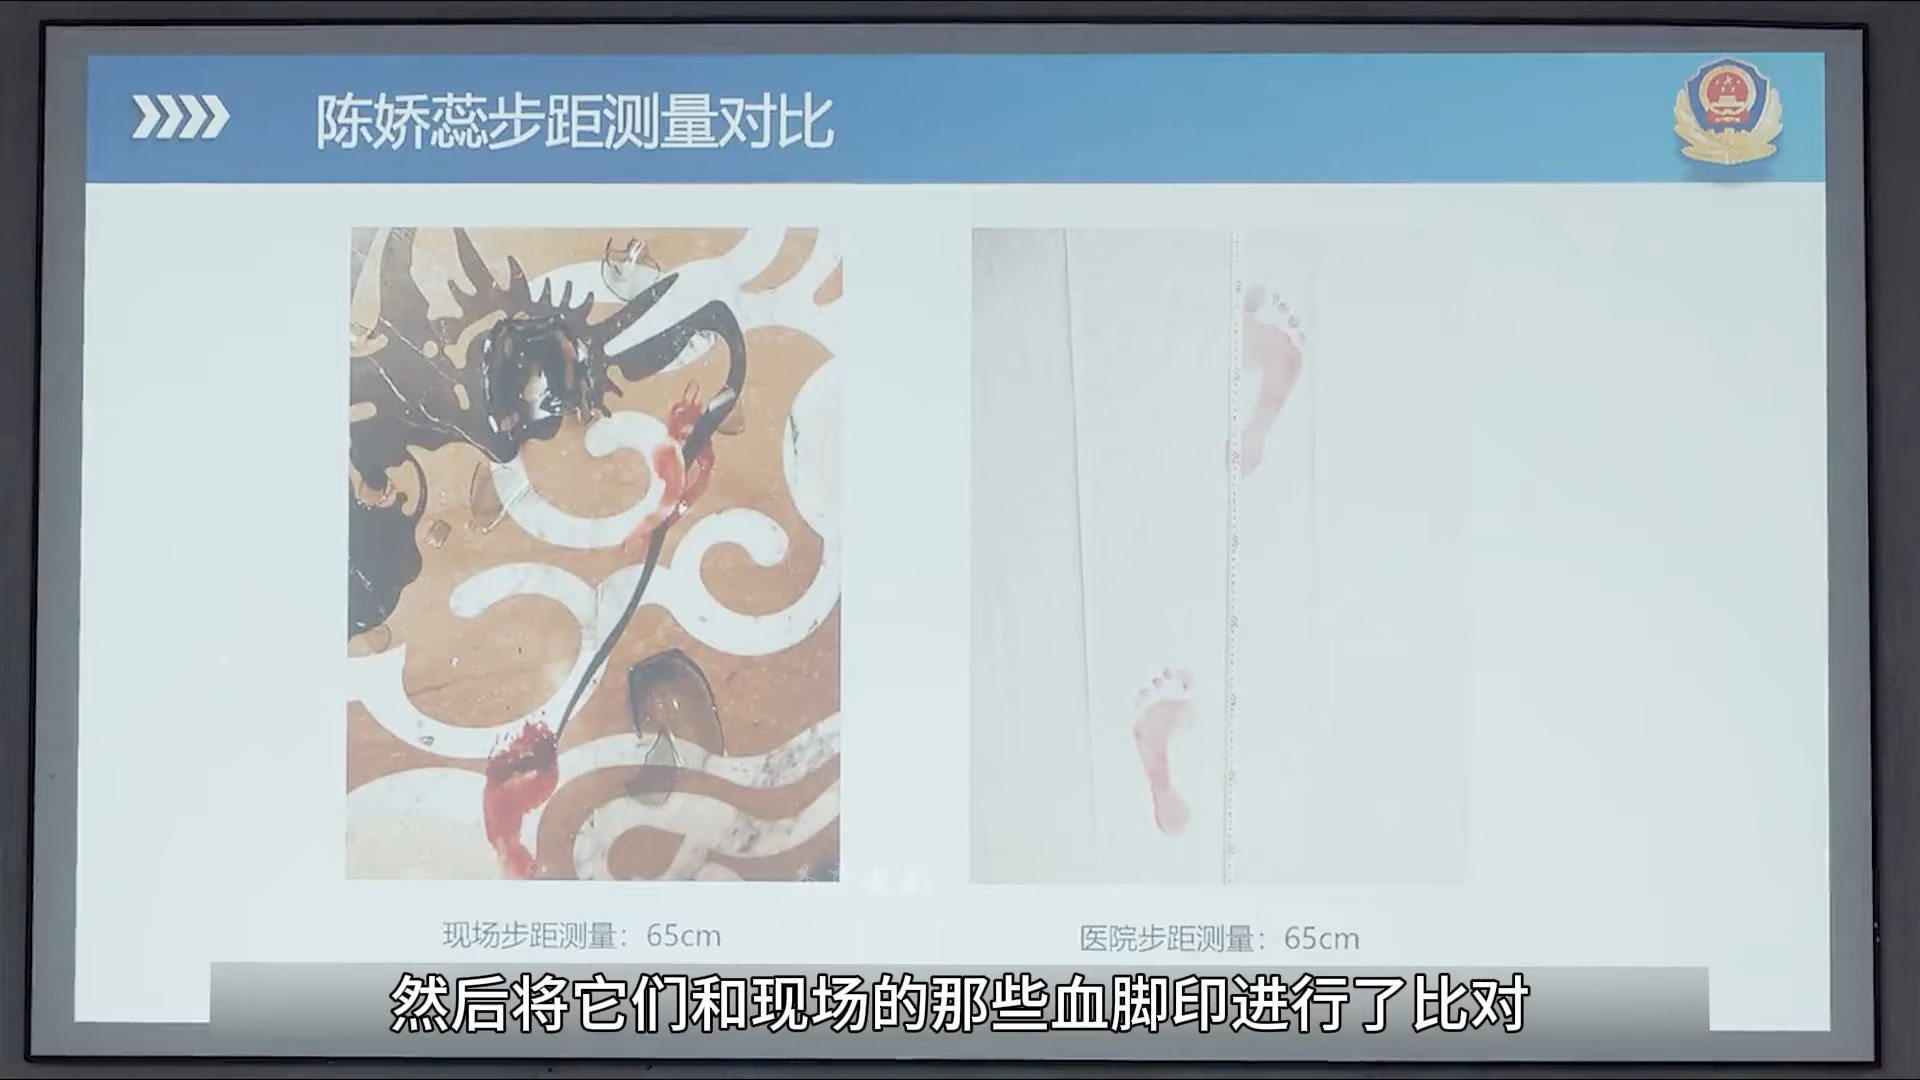 陈娇蕊步距测量对比
现场步距测量：65cm
医院步距测量：65cm
然后将它们和现场的那些血脚印进行了比对